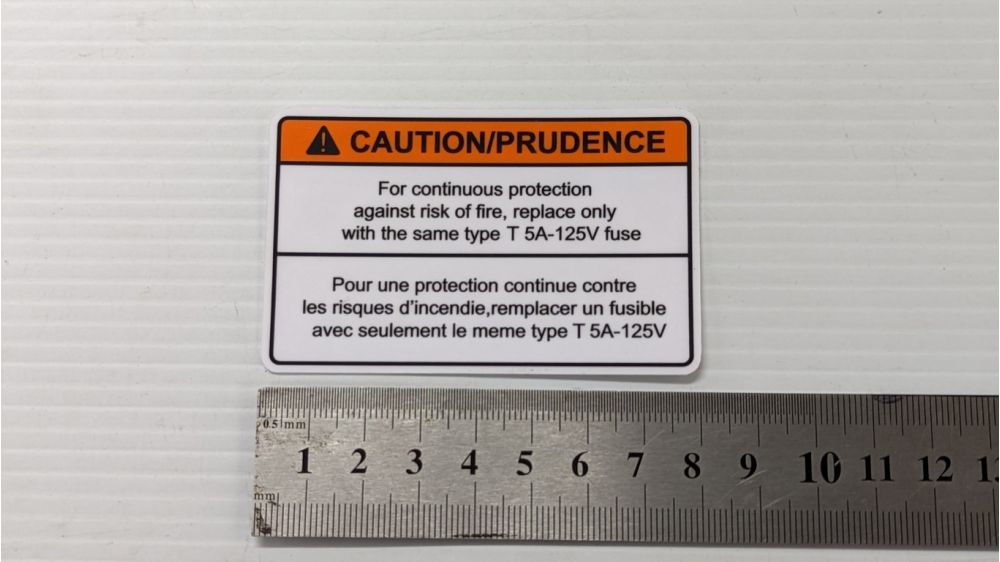 CAUTION/PRUDENCE
For continuous protection
against risk of fire, replace only
with the same type T 5A-125V fuse
Pour une protection continue contre
les risques d'incendie,remplacer un fusible
avec seulement le meme type T 5A-125V
0.5 mm
1 2 3 4 5 6 7 8 9 10 11 12
mm